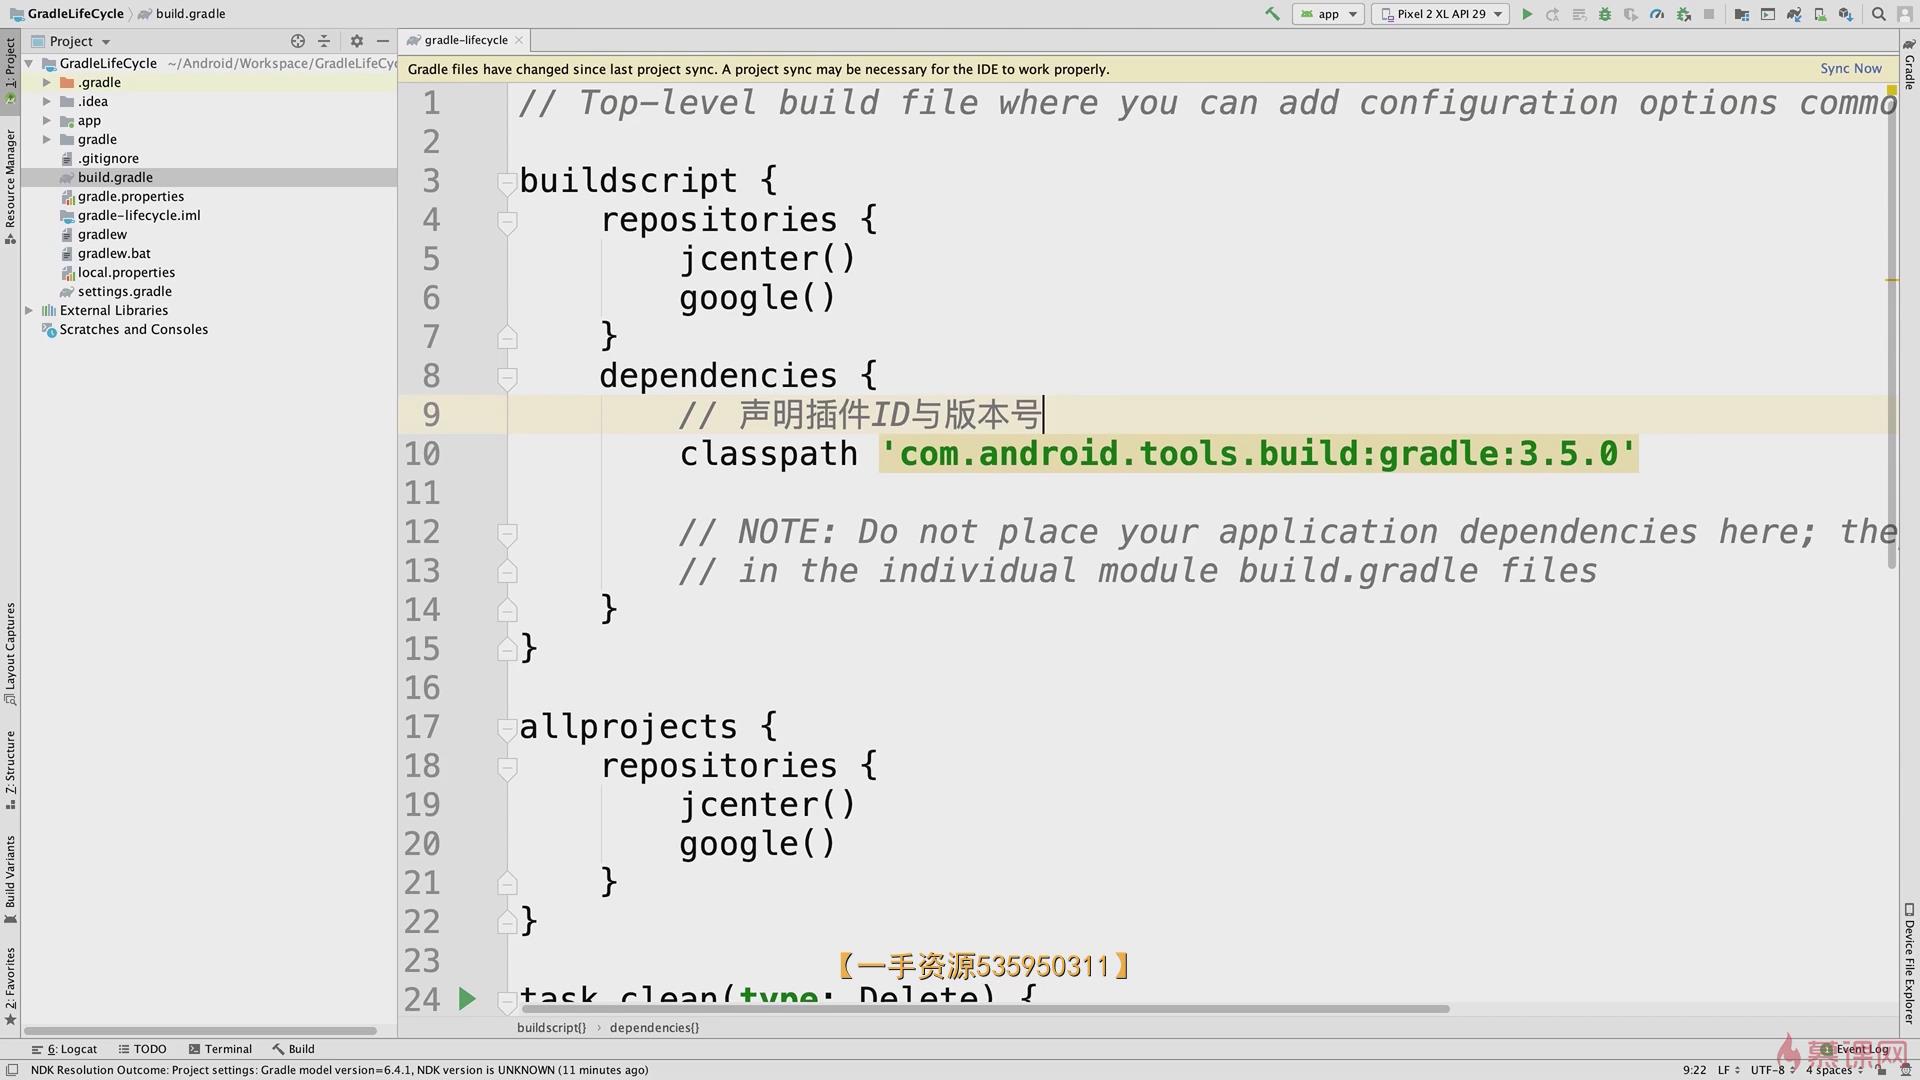 GradleLifeCycle build.gradle
app Pixel 2 XL API 29
Project
gradle-lifecycle
GradleLifeCycle ~/Android/Workspace/GradleLifeCy
Gradle files have changed since last project sync. A project sync may be necessary for the IDE to work properly. Sync Now
.gradle
.idea
app
gradle
.gitignore
build.gradle
gradle.properties
gradle-lifecycle.iml
gradlew
gradlew.bat
local.properties
settings.gradle
External Libraries
Scratches and Consoles
1: Project
Resource Manager
Layout Captures
Z: Structure
Build Variants
2: Favorites
1 // Top-level build file where you can add configuration options commo
2
3 buildscript {
4 repositories {
5 jcenter()
6 google()
7 }
8 dependencies {
9 // 声明插件ID与版本号
10 classpath 'com.android.tools.build:gradle:3.5.0'
11
12 // NOTE: Do not place your application dependencies here; the
13 // in the individual module build.gradle files
14 }
15 }
16
17 allprojects {
18 repositories {
19 jcenter()
20 google()
21 }
22 }
23
24 task clean(type: Delete) {
【一手资源535950311】
buildscript{} › dependencies{}
Gradle
Device File Explorer
6: Logcat TODO Terminal Build
Event Log
慕课网
NDK Resolution Outcome: Project settings: Gradle model version=6.4.1, NDK version is UNKNOWN (11 minutes ago)
9:22 LF UTF-8 4 spaces